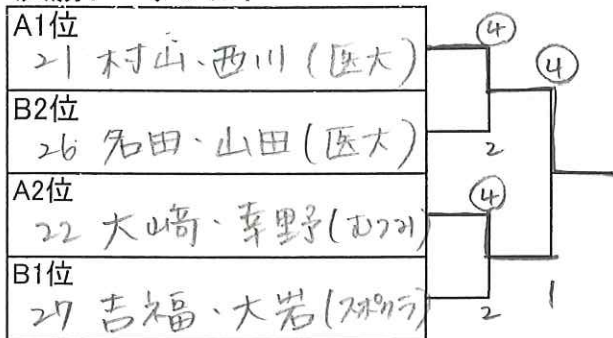 A1位
④
21 村山・西川(医大)
④
B2位
26 名田・山田(医大)
2
A2位
④
22 大崎・幸野(むつみ)
B1位
27 吉福・大岩(スポクラ)
2
1